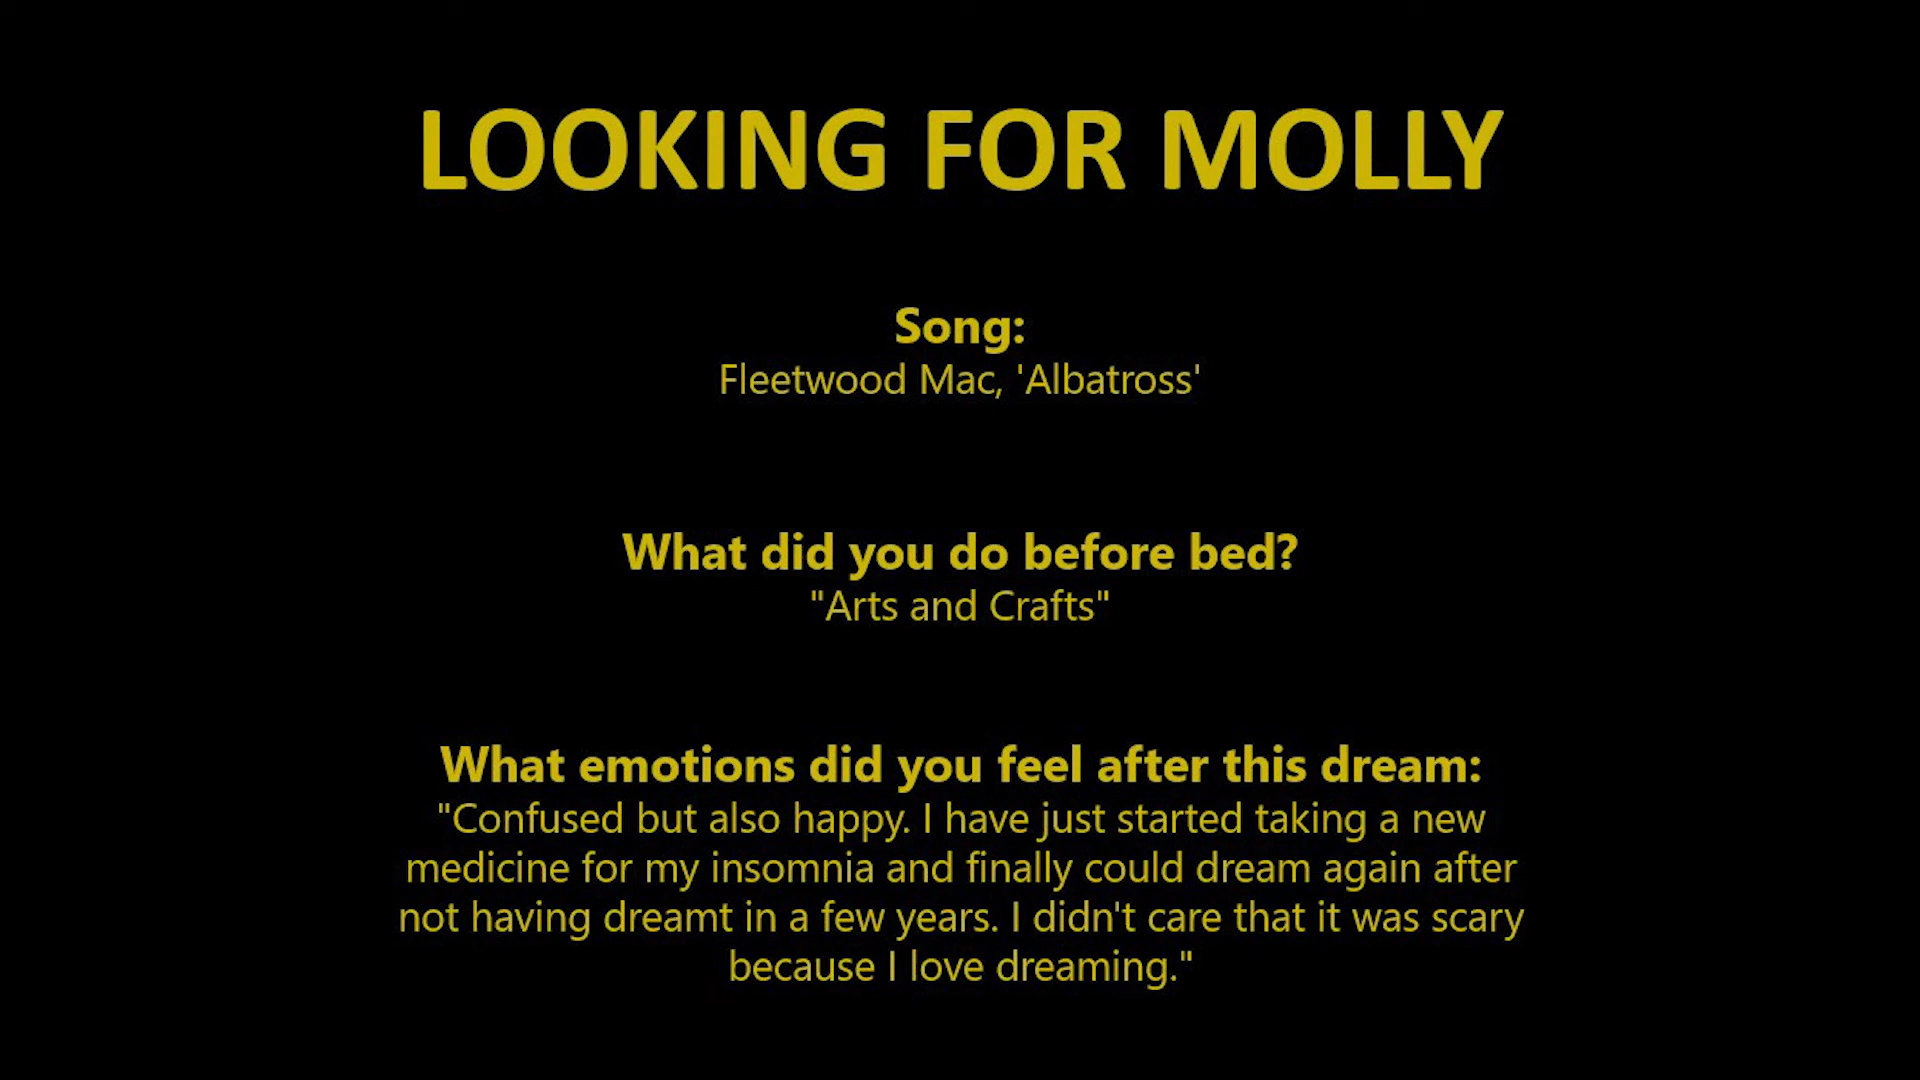 LOOKING FOR MOLLY
Song:
Fleetwood Mac, 'Albatross'
What did you do before bed?
"Arts and Crafts"
What emotions did you feel after this dream:
"Confused but also happy. I have just started taking a new
medicine for my insomnia and finally could dream again after
not having dreamt in a few years. I didn't care that it was scary
because I love dreaming."